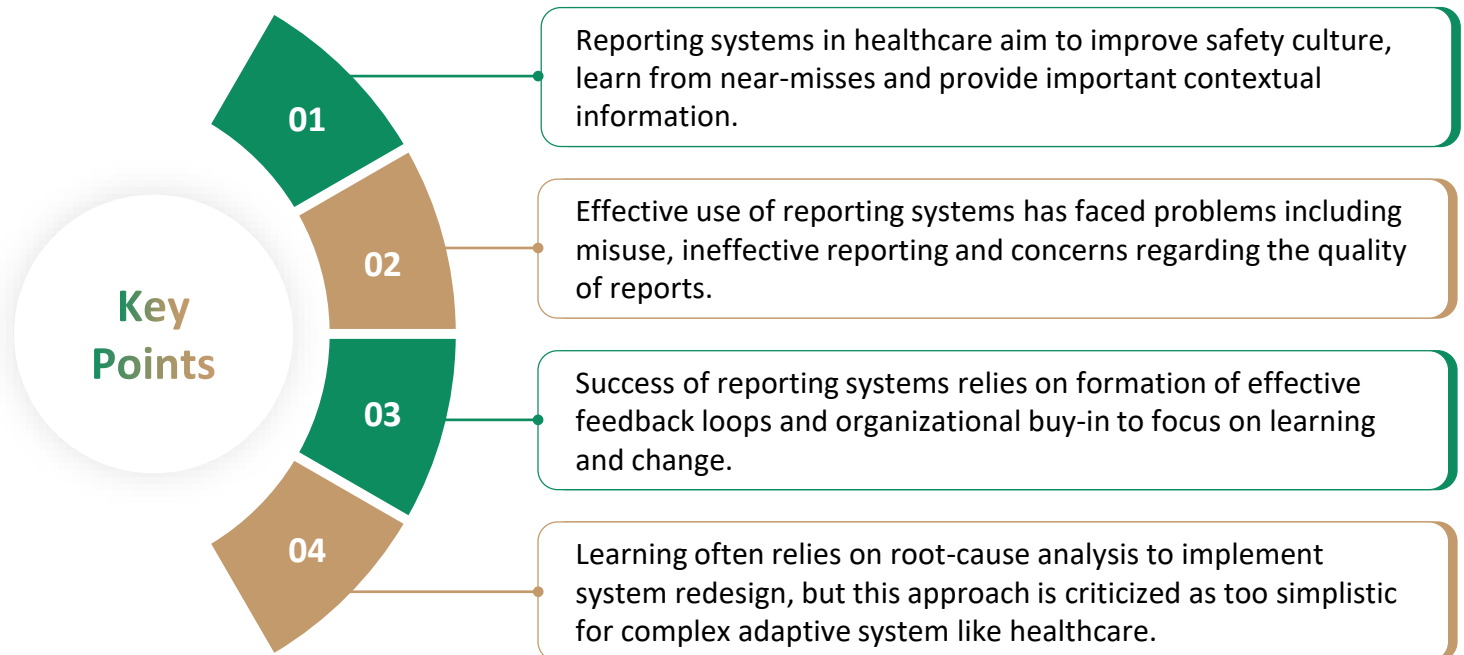 Key
Points
01
Reporting systems in healthcare aim to improve safety culture,
learn from near-misses and provide important contextual
information.
02
Effective use of reporting systems has faced problems including
misuse, ineffective reporting and concerns regarding the quality
of reports.
03
Success of reporting systems relies on formation of effective
feedback loops and organizational buy-in to focus on learning
and change.
04
Learning often relies on root-cause analysis to implement
system redesign, but this approach is criticized as too simplistic
for complex adaptive system like healthcare.